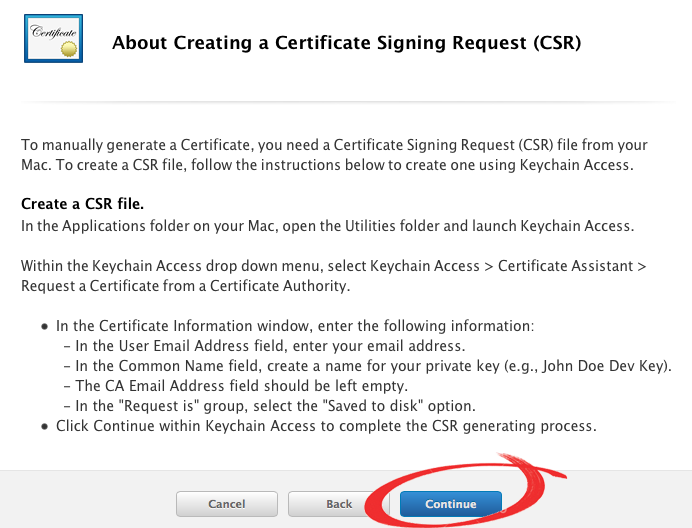 Certificate
About Creating a Certificate Signing Request (CSR)
To manually generate a Certificate, you need a Certificate Signing Request (CSR) file from your
Mac. To create a CSR file, follow the instructions below to create one using Keychain Access.
Create a CSR file.
In the Applications folder on your Mac, open the Utilities folder and launch Keychain Access.
Within the Keychain Access drop down menu, select Keychain Access > Certificate Assistant >
Request a Certificate from a Certificate Authority.
• In the Certificate Information window, enter the following information:
– In the User Email Address field, enter your email address.
– In the Common Name field, create a name for your private key (e.g., John Doe Dev Key).
– The CA Email Address field should be left empty.
– In the "Request is" group, select the "Saved to disk" option.
• Click Continue within Keychain Access to complete the CSR generating process.
Cancel Back Continue